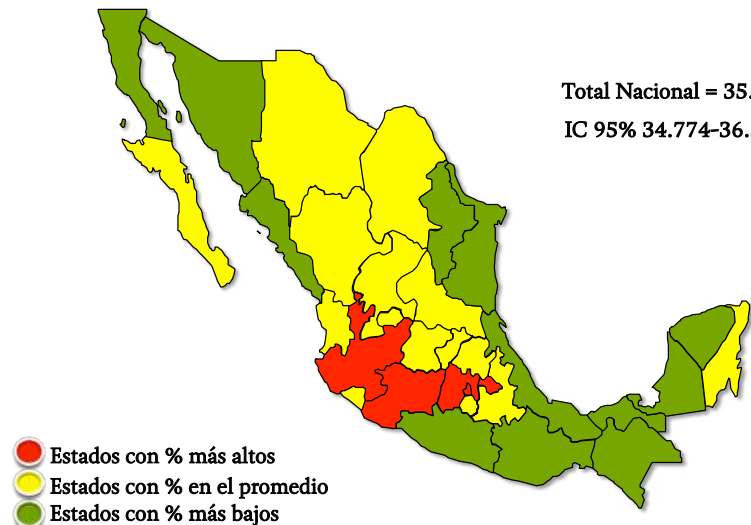 Total Nacional = 35.
IC 95% 34.774-36.
Estados con % más altos
Estados con % en el promedio
Estados con % más bajos